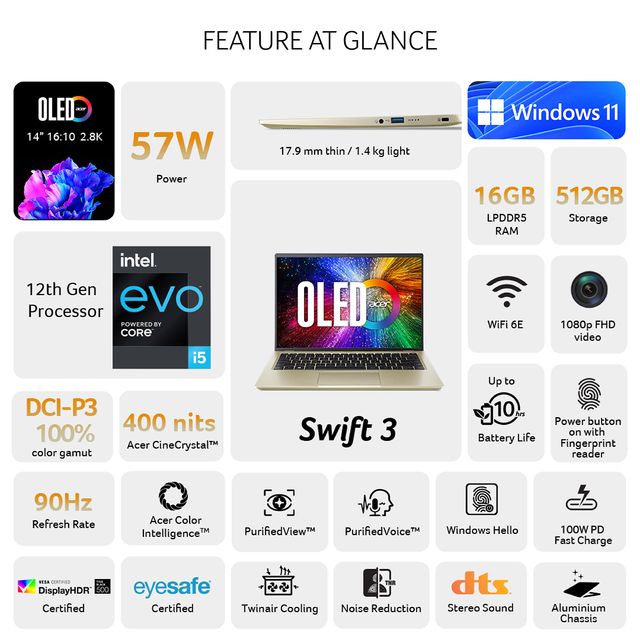 FEATURE AT GLANCE
OLED acer
14" 16:10 2.8K
57W
Power
17.9 mm thin / 1.4 kg light
Windows 11
16GB
LPDDR5
RAM
512GB
Storage
12th Gen
Processor
intel.
evo
POWERED BY
CORE
i5
OLED acer
Swift 3
WiFi 6E
1080p FHD
video
DCI-P3
100%
color gamut
400 nits
Acer CineCrystal™
Up to
10hrs
Battery Life
Power button
on with
Fingerprint
reader
90Hz
Refresh Rate
Acer Color
Intelligence™
PurifiedView™
PurifiedVoice™
Windows Hello
100W PD
Fast Charge
VESA CERTIFIED
DisplayHDR™
TRUE BLACK
500
Certified
eyesafe®
Certified
Twinair Cooling
TNR
Noise Reduction
dts
Stereo Sound
Aluminium
Chassis